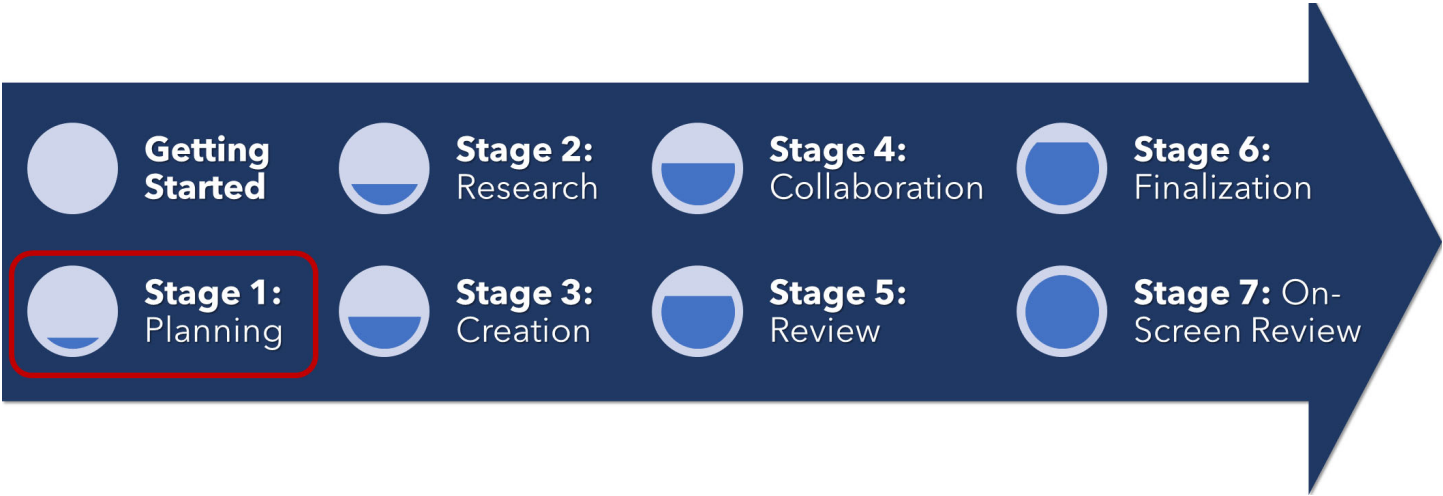 Getting
Started
Stage 1:
Planning
Stage 2:
Research
Stage 3:
Creation
Stage 4:
Collaboration
Stage 5:
Review
Stage 6:
Finalization
Stage 7: On-
Screen Review